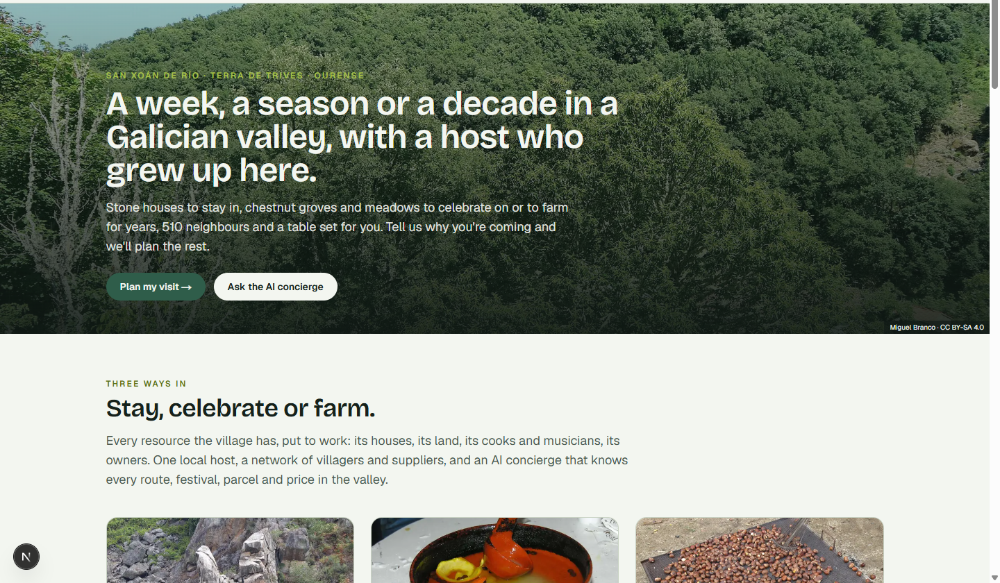 SAN XOÁN DE RÍO · TERRA DE TRIVES · OURENSE
A week, a season or a decade in a
Galician valley, with a host who
grew up here.
Stone houses to stay in, chestnut groves and meadows to celebrate on or to farm
for years, 510 neighbours and a table set for you. Tell us why you're coming and
we'll plan the rest.
Plan my visit →
Ask the AI concierge
Miguel Branco · CC BY-SA 4.0
THREE WAYS IN
Stay, celebrate or farm.
Every resource the village has, put to work: its houses, its land, its cooks and musicians, its
owners. One local host, a network of villagers and suppliers, and an AI concierge that knows
every route, festival, parcel and price in the valley.
N